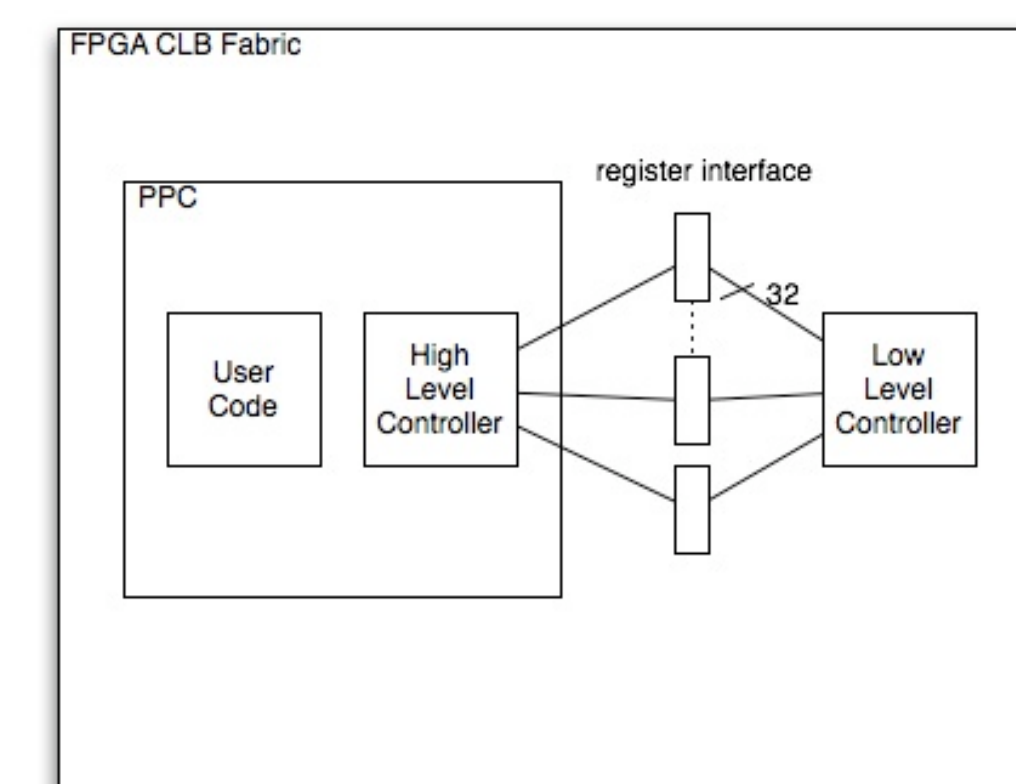 FPGA CLB Fabric
register interface
PPC
32
User
Code
High
Level
Controller
Low
Level
Controller